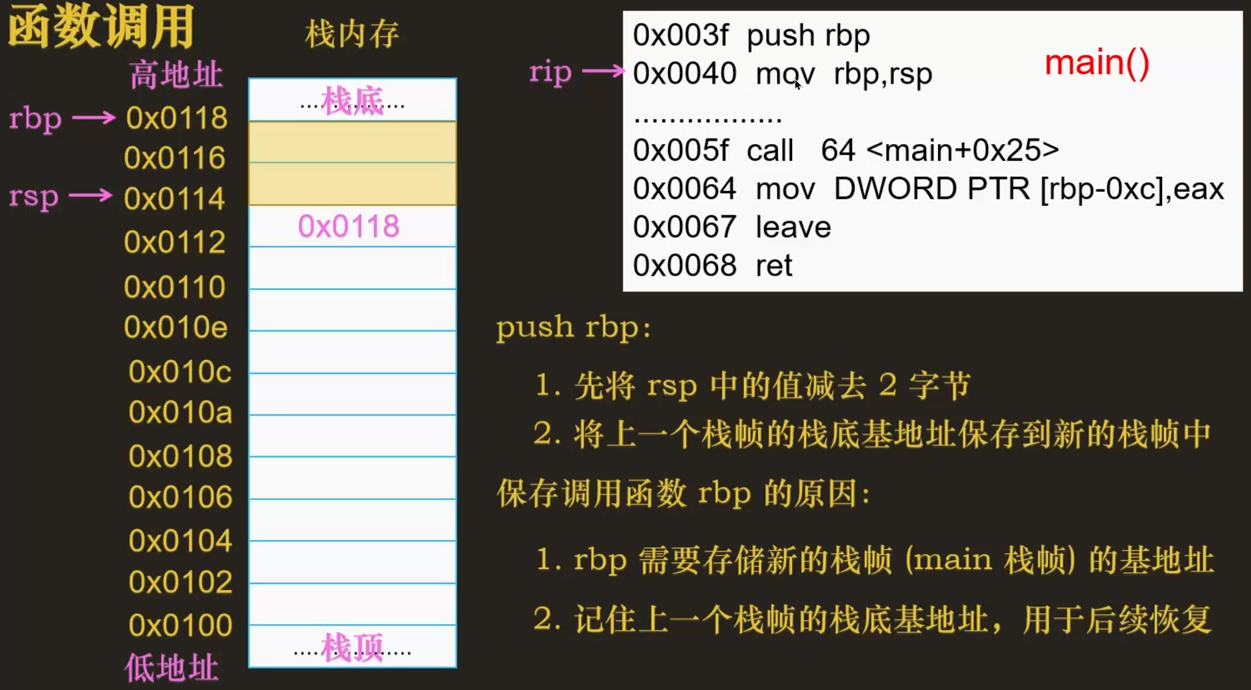 函数调用
栈内存
高地址
栈底
rbp
0x0118
0x0116
rsp
0x0114
0x0118
0x0112
0x0110
0x010e
0x010c
0x010a
0x0108
0x0106
0x0104
0x0102
0x0100
栈顶
低地址
main()
0x003f push rbp
rip
0x0040 mov rbp,rsp
.................
0x005f call 64 <main+0x25>
0x0064 mov DWORD PTR [rbp-0xc],eax
0x0067 leave
0x0068 ret
push rbp:
1. 先将 rsp 中的值减去 2 字节
2. 将上一个栈帧的栈底基地址保存到新的栈帧中
保存调用函数 rbp 的原因:
1. rbp 需要存储新的栈帧 (main 栈帧) 的基地址
2. 记住上一个栈帧的栈底基地址，用于后续恢复